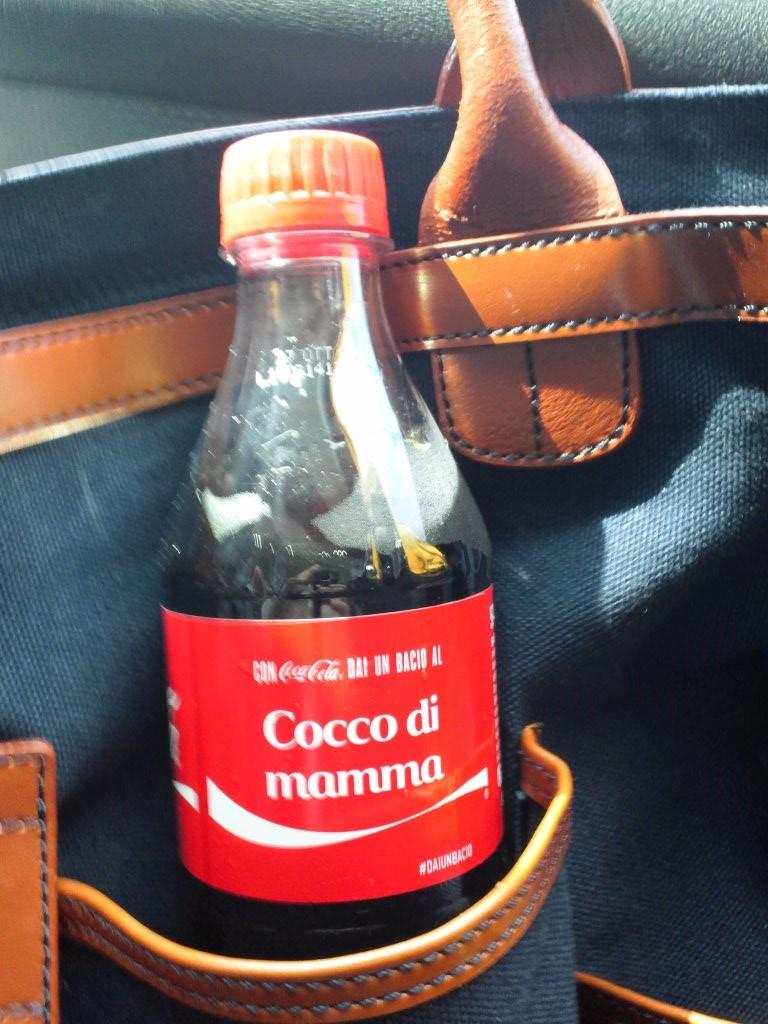 CON Coca-Cola. DAI UN BACIO AL
Cocco di
mamma
®
#DAIUNBACIO